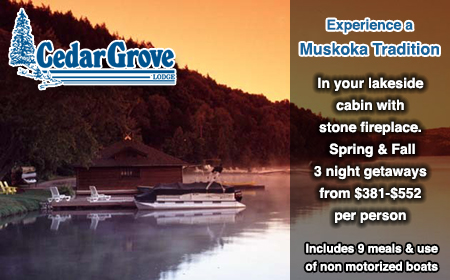 CedarGrove
LODGE
Experience a
Muskoka Tradition
In your lakeside
cabin with
stone fireplace.
Spring & Fall
3 night getaways
from $381-$552
per person
Includes 9 meals & use
of non motorized boats